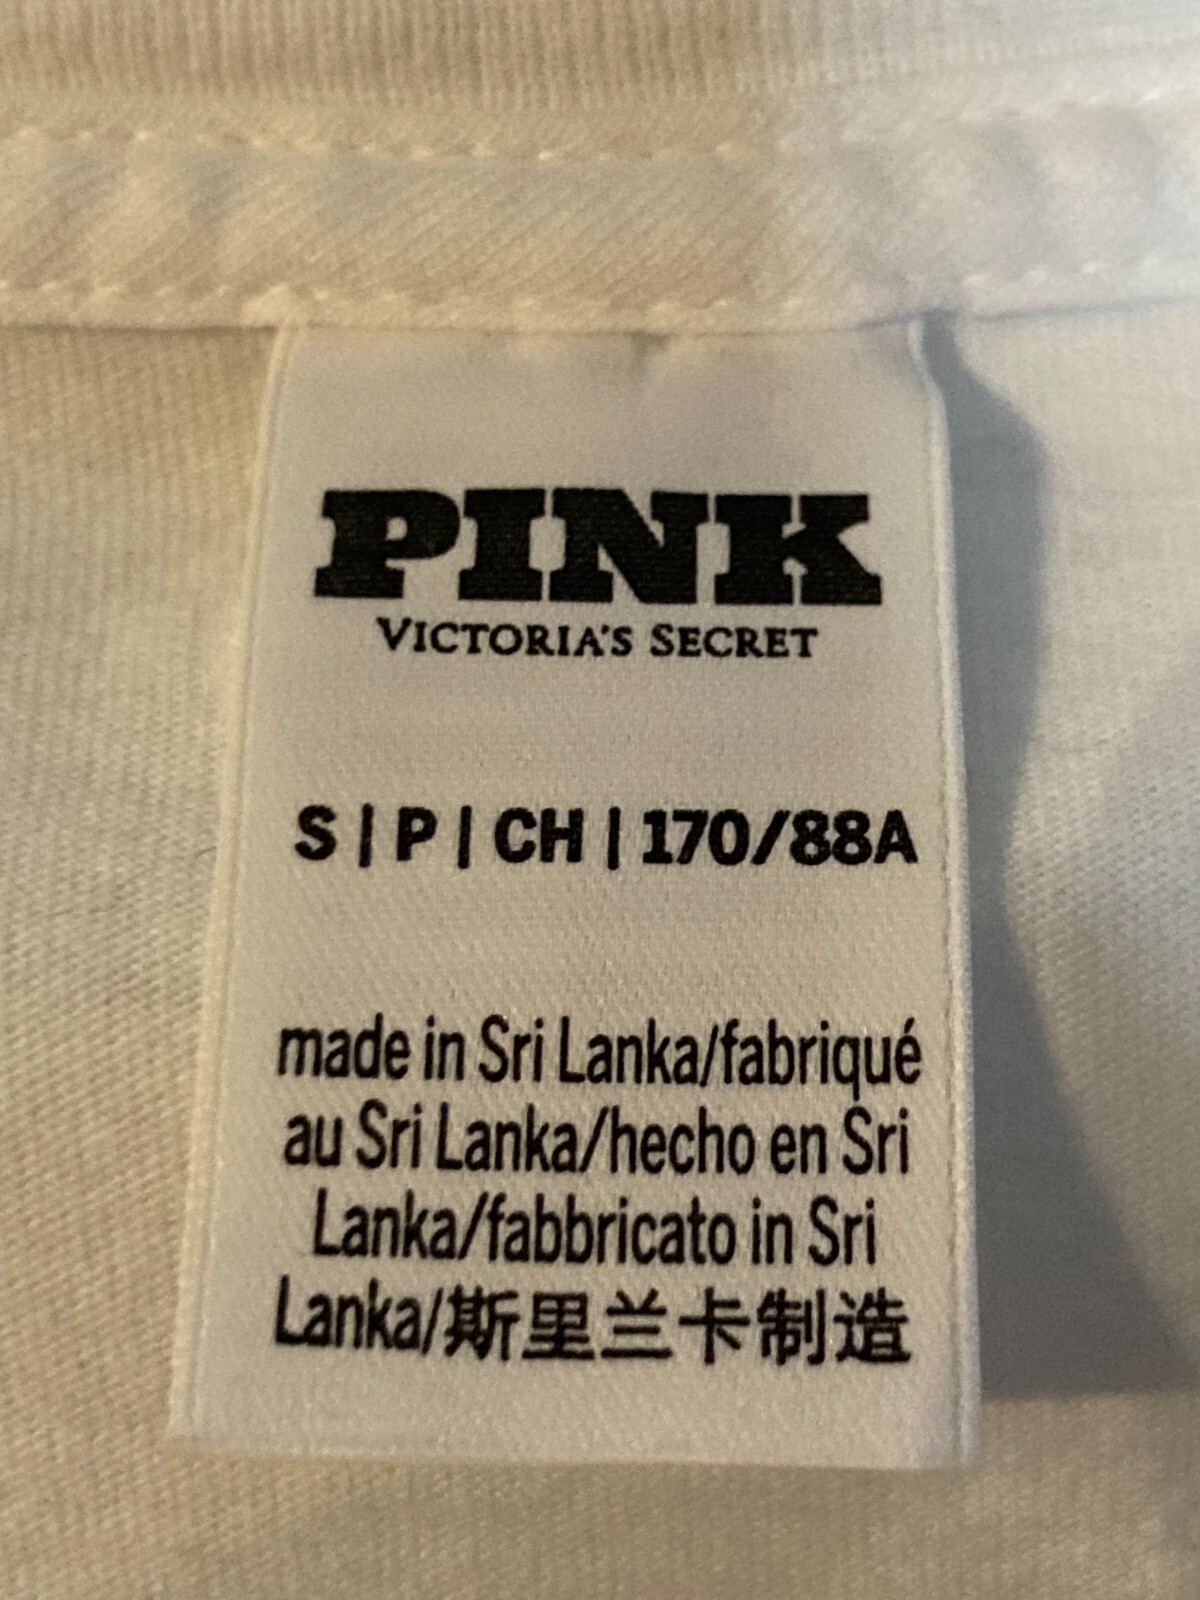 PINK
VICTORIA'S SECRET
S | P | CH | 170/88A
made in Sri Lanka/fabriqué
au Sri Lanka/hecho en Sri
Lanka/fabbricato in Sri
Lanka/斯里兰卡制造